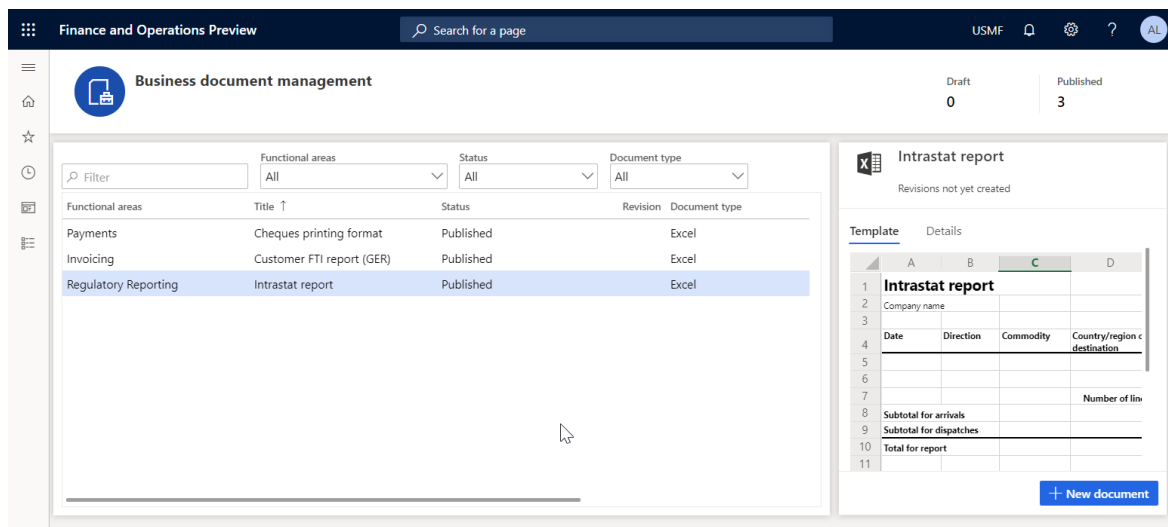 Finance and Operations Preview
Search for a page
USMF
?
AL
Business document management
Draft
0
Published
3
Functional areas
Status
Document type
Filter
All
All
All
Functional areas Title ↑ Status Revision Document type
Payments Cheques printing format Published Excel
Invoicing Customer FTI report (GER) Published Excel
Regulatory Reporting Intrastat report Published Excel
X
Intrastat report
Revisions not yet created
Template Details
A B C D
1 Intrastat report
2 Company name
3
4 Date Direction Commodity Country/region
destination
5
6
7 Number of
8 Subtotal for arrivals
9 Subtotal for dispatches
10 Total for report
11
+ New document